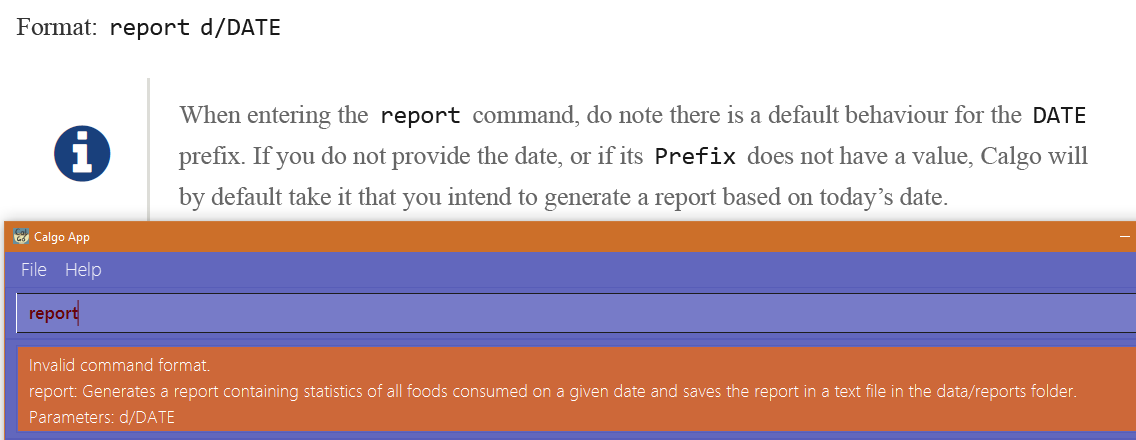 Format: report d/DATE
When entering the report command, do note there is a default behaviour for the DATE
prefix. If you do not provide the date, or if its Prefix does not have a value, Calgo will
by default take it that you intend to generate a report based on today’s date.
Calgo App
File Help
report
Invalid command format.
report: Generates a report containing statistics of all foods consumed on a given date and saves the report in a text file in the data/reports folder.
Parameters: d/DATE